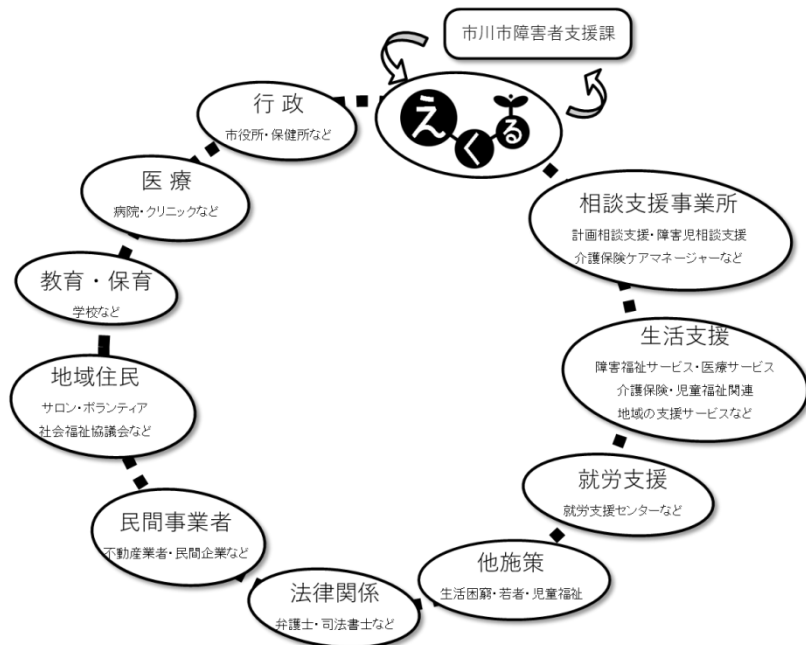 市川市障害者支援課
えくる
行政
市役所・保健所など
医療
病院・クリニックなど
教育・保育
学校など
地域住民
サロン・ボランティア
社会福祉協議会など
民間事業者
不動産業者・民間企業など
法律関係
弁護士・司法書士など
他施策
生活困窮・若者・児童福祉
就労支援
就労支援センターなど
生活支援
障害福祉サービス・医療サービス
介護保険・児童福祉関連
地域の支援サービスなど
相談支援事業所
計画相談支援・障害児相談支援
介護保険ケアマネージャーなど